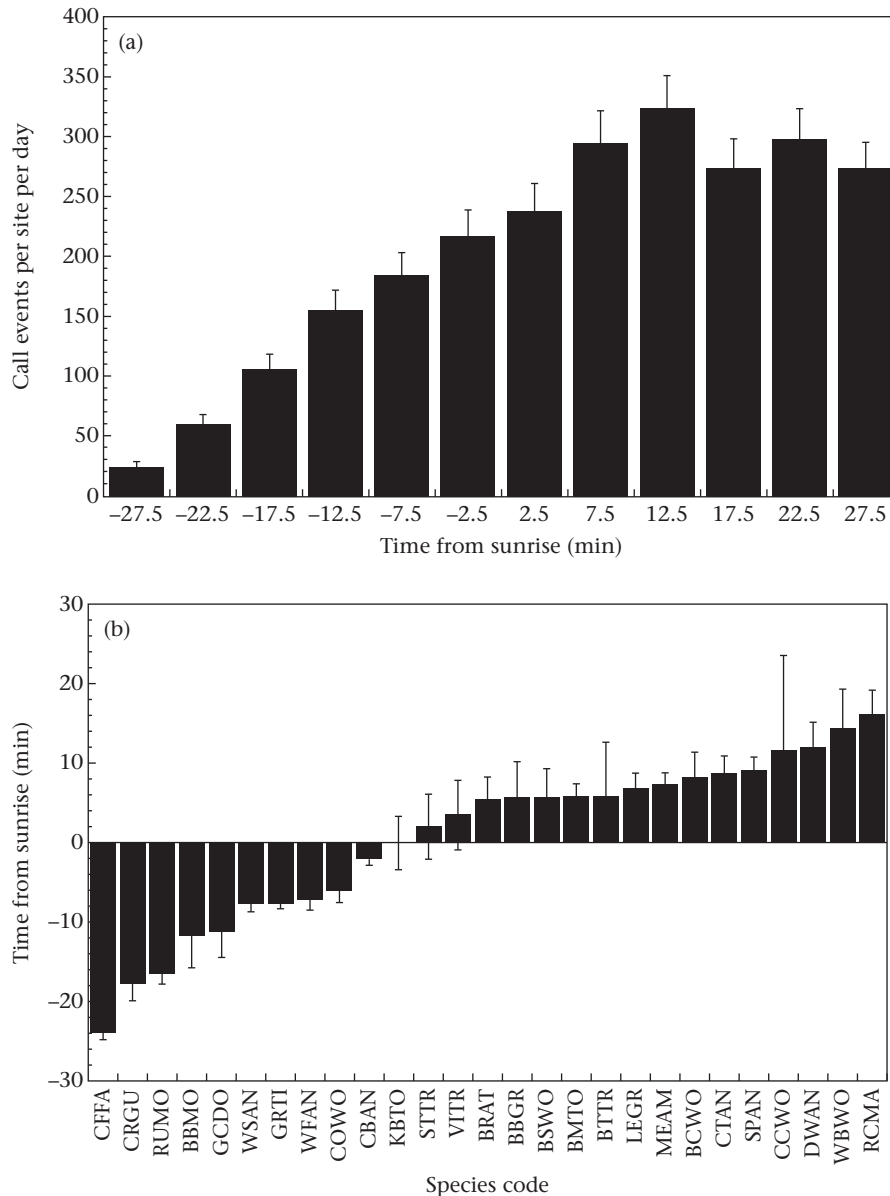 (a)
Call events per site per day
400
350
300
250
200
150
100
50
0
–27.5 –22.5 –17.5 –12.5 –7.5 –2.5 2.5 7.5 12.5 17.5 22.5 27.5
Time from sunrise (min)
(b)
Time from sunrise (min)
30
20
10
0
–10
–20
–30
CFFA CRGU RUMO BBMO GCDO WSAN GRTI WFAN COWO CBAN KBTO STTR VITR BRAT BBGR BSWO BMTO BTTR LEGR MEAM BCWO CTAN SPAN CCWO DWAN WBWO RCMA
Species code